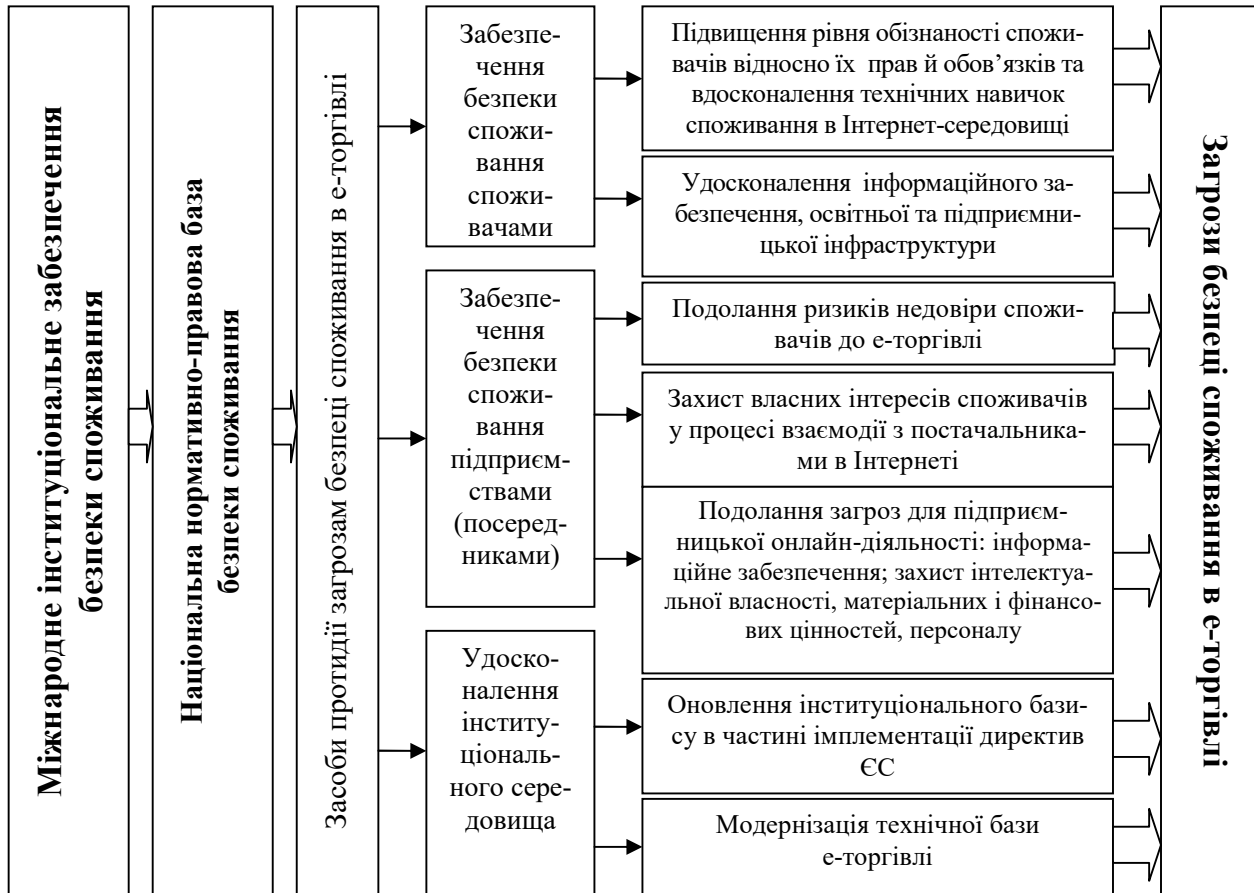 Міжнародне інституціональне забезпечення
безпеки споживання
Національна нормативно-правова база
безпеки споживання
Засоби протидії загрозам безпеці споживання в е-торгівлі
Забезпе-
чення
безпеки
спожи-
вання
спожи-
вачами
Забезпе-
чення
безпеки
спожи-
вання
підприєм-
ствами
(посеред-
никами)
Удоско-
налення
інститу-
ціональ-
ного сере-
довища
Підвищення рівня обізнаності спожи-
вачів відносно їх прав й обов’язків та
вдосконалення технічних навичок
споживання в Інтернет-середовищі
Удосконалення інформаційного за-
безпечення, освітньої та підприємни-
цької інфраструктури
Подолання ризиків недовіри спожи-
вачів до е-торгівлі
Захист власних інтересів споживачів
у процесі взаємодії з постачальника-
ми в Інтернеті
Подолання загроз для підприєм-
ницької онлайн-діяльності: інформа-
ційне забезпечення; захист інтелекту-
альної власності, матеріальних і фінансо-
вих цінностей, персоналу
Оновлення інституціонального бази-
су в частині імплементації директив
ЄС
Модернізація технічної бази
е-торгівлі
Загрози безпеці споживання в е-торгівлі